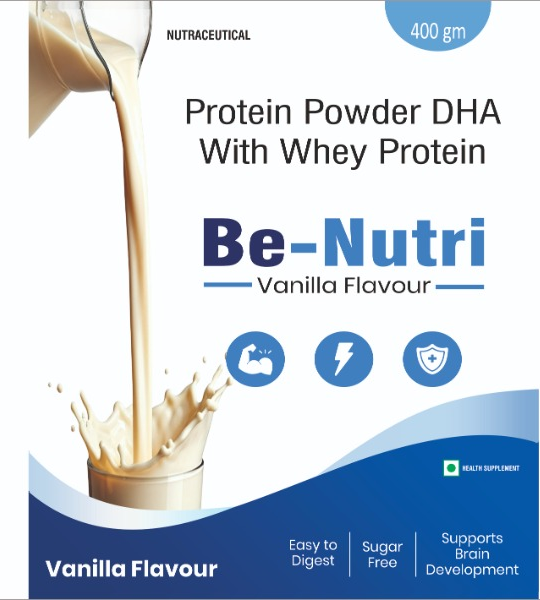 NUTRACEUTICAL
400 gm
Protein Powder DHA
With Whey Protein
Be-Nutri
Vanilla Flavour
HEALTH SUPPLEMENT
Easy to
Digest
Sugar
Free
Supports
Brain
Development
Vanilla Flavour